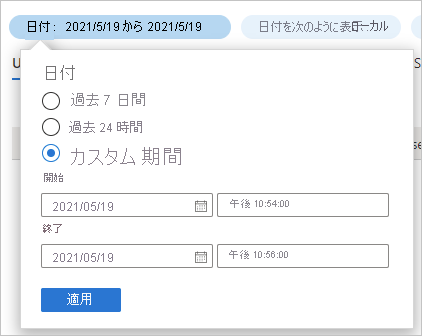 日付： 2021/5/19 から 2021/5/19
日付を次のように表示:ローカル
日付
過去 7 日間
過去 24 時間
カスタム 期間
開始
2021/05/19
午後 10:54:00
終了
2021/05/19
午後 10:56:00
適用